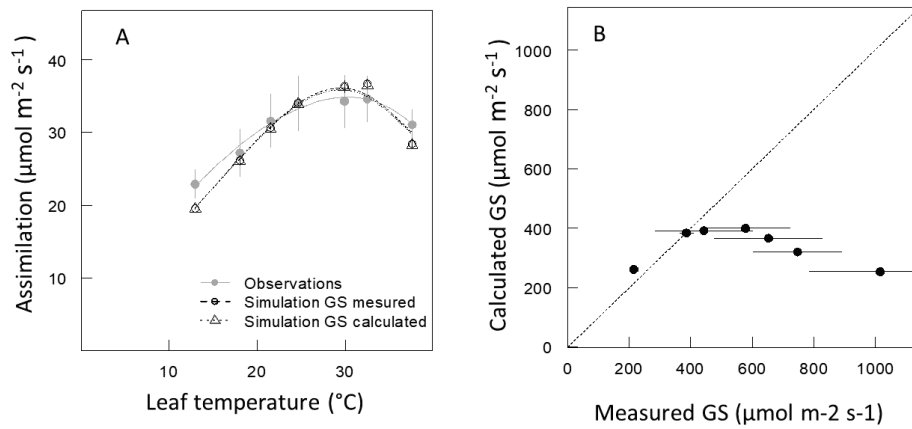 A
Assimilation (µmol m⁻² s⁻¹)
40
30
20
10
Observations
Simulation GS mesured
Simulation GS calculated
10
20
30
Leaf temperature (°C)
B
Calculated GS (µmol m⁻² s⁻¹)
1000
800
600
400
200
0
0
200
400
600
800
1000
Measured GS (µmol m-2 s-1)